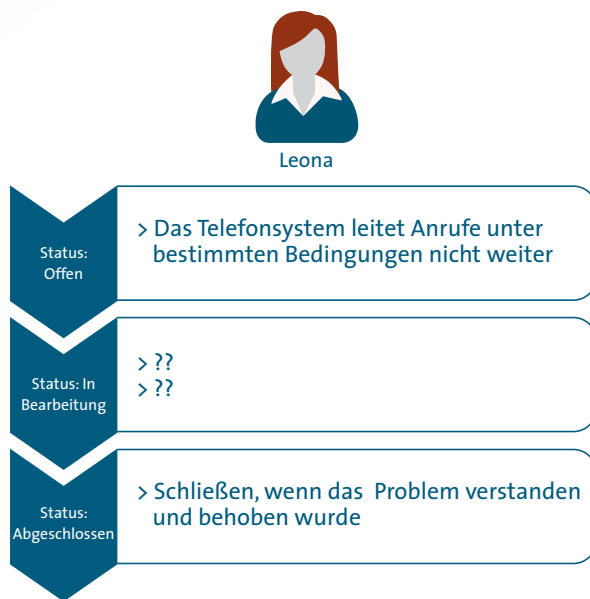 Leona
Status:
Offen
> Das Telefonsystem leitet Anrufe unter
bestimmten Bedingungen nicht weiter
Status: In
Bearbeitung
> ??
> ??
Status:
Abgeschlossen
> Schließen, wenn das Problem verstanden
und behoben wurde